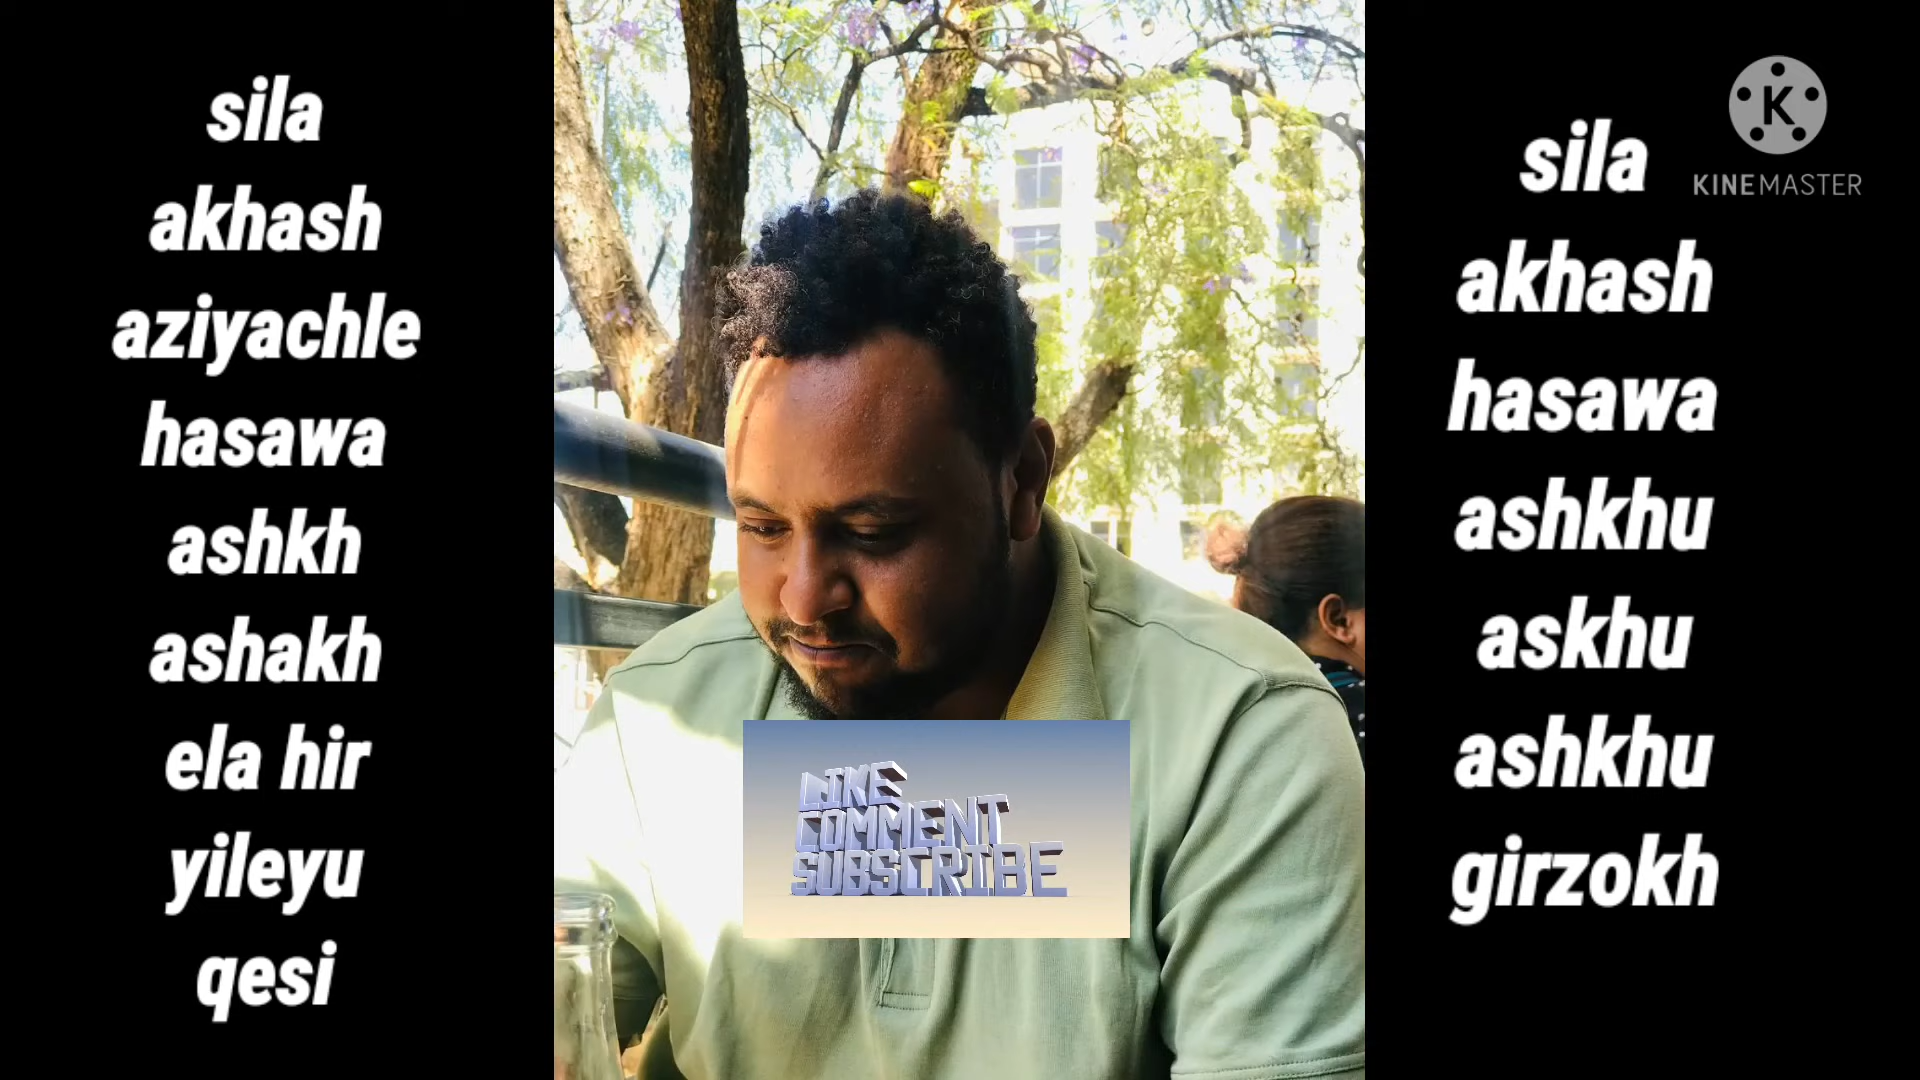 sila
akhash
aziyachle
hasawa
ashkh
ashakh
ela hir
yileyu
qesi
LIKE
COMMENT
SUBSCRIBE
K
KINEMASTER
sila
akhash
hasawa
ashkhu
askhu
ashkhu
girzokh